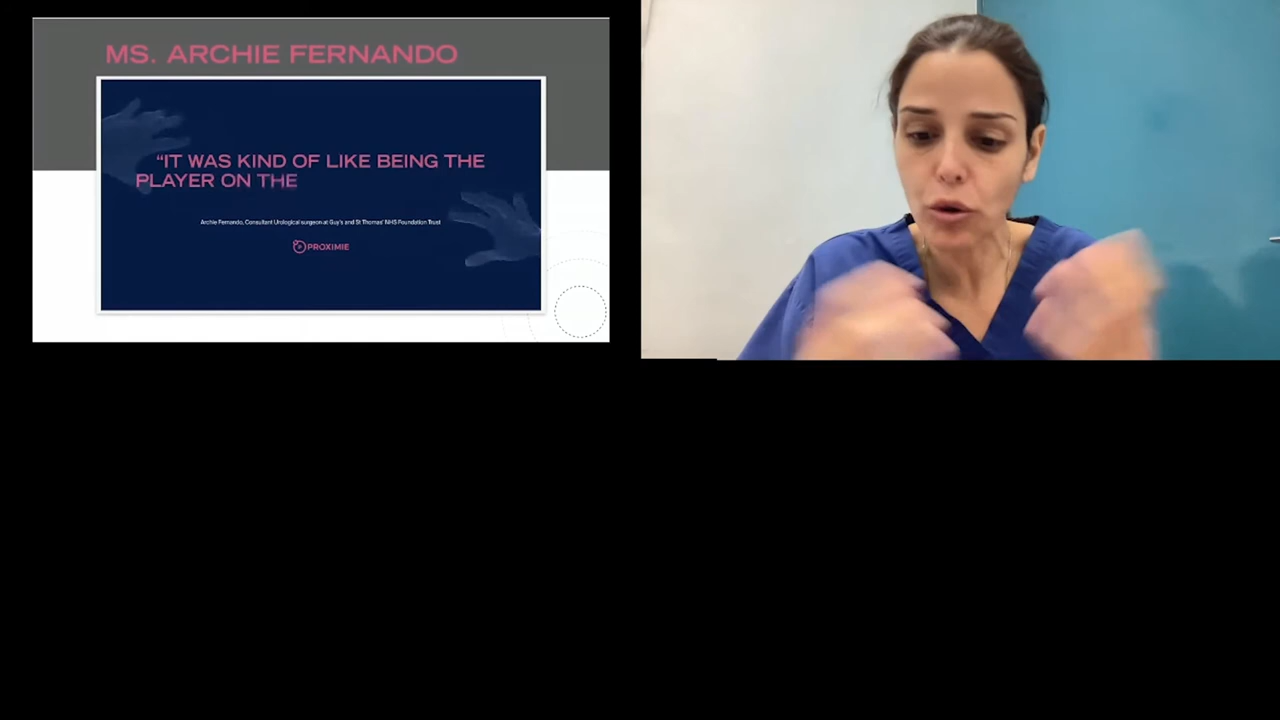 MS. ARCHIE FERNANDO
“IT WAS KIND OF LIKE BEING THE
PLAYER ON THE
Archie Fernando, Consultant Urological surgeon at Guy's and St Thomas' NHS Foundation Trust
PROXIMIE